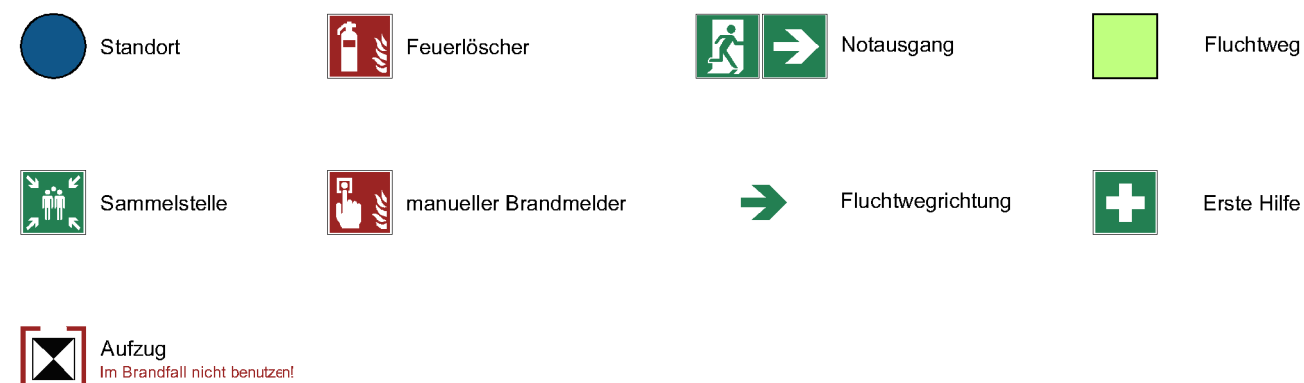 Standort
Feuerlöscher
Notausgang
Fluchtweg
Sammelstelle
manueller Brandmelder
Fluchtwegrichtung
Erste Hilfe
Aufzug
Im Brandfall nicht benutzen!